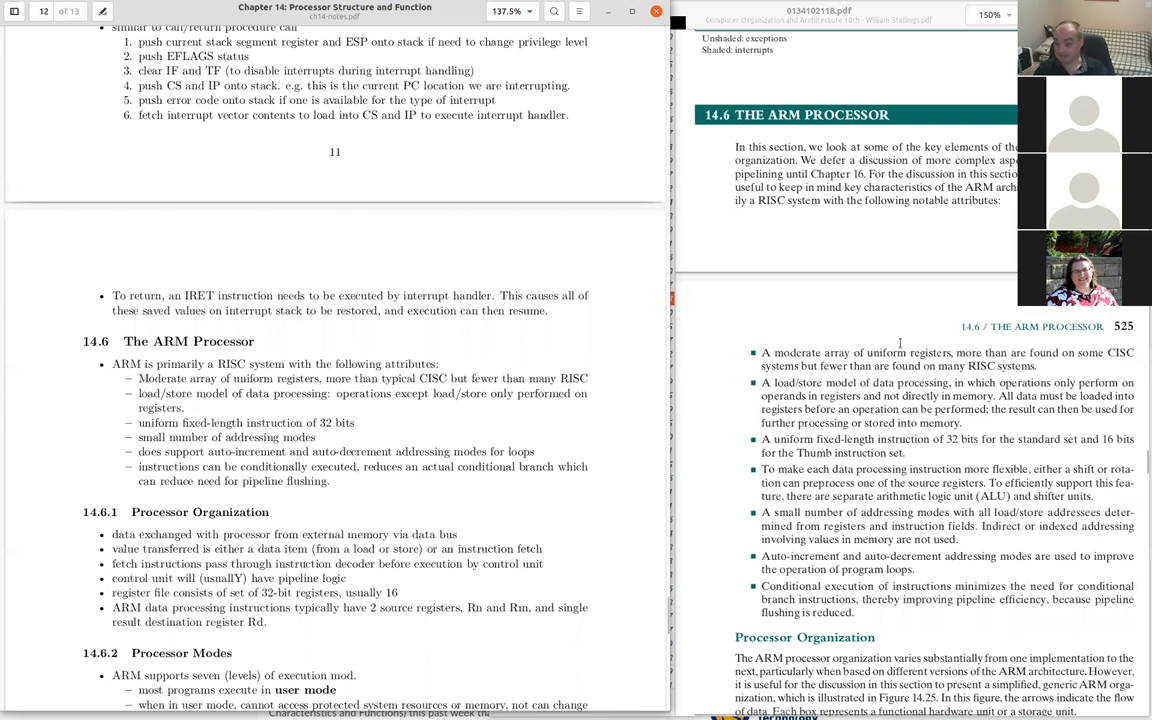 Chapter 14: Processor Structure and Function
ch14-notes.pdf
12 of 13
137.5%
similar to call/return procedure call
1. push current stack segment register and ESP onto stack if need to change privilege level
2. push EFLAGS status
3. clear IF and TF (to disable interrupts during interrupt handling)
4. push CS and IP onto stack. e.g. this is the current PC location we are interrupting.
5. push error code onto stack if one is available for the type of interrupt
6. fetch interrupt vector contents to load into CS and IP to execute interrupt handler.
11
• To return, an IRET instruction needs to be executed by interrupt handler. This causes all of
these saved values on interrupt stack to be restored, and execution can then resume.
14.6 The ARM Processor
• ARM is primarily a RISC system with the following attributes:
– Moderate array of uniform registers, more than typical CISC but fewer than many RISC
– load/store model of data processing: operations except load/store only performed on
registers.
– uniform fixed-length instruction of 32 bits
– small number of addressing modes
– does support auto-increment and auto-decrement addressing modes for loops
– instructions can be conditionally executed, reduces an actual conditional branch which
can reduce need for pipeline flushing.
14.6.1 Processor Organization
• data exchanged with processor from external memory via data bus
• value transferred is either a data item (from a load or store) or an instruction fetch
• fetch instructions pass through instruction decoder before execution by control unit
• control unit will (usuallY) have pipeline logic
• register file consists of set of 32-bit registers, usually 16
• ARM data processing instructions typically have 2 source registers, Rn and Rm, and single
result destination register Rd.
14.6.2 Processor Modes
• ARM supports seven (levels) of execution mod.
– most programs execute in user mode
– when in user mode, cannot access protected system resources or memory, not can change
Characteristics and Functions) this past week th
0134102118.pdf
Computer Organization and Architecture 10th - William Stallings.pdf
150%
Unshaded: exceptions
Shaded: interrupts
14.6 THE ARM PROCESSOR
In this section, we look at some of the key elements of the
organization. We defer a discussion of more complex asp
pipelining until Chapter 16. For the discussion in this sectio
useful to keep in mind key characteristics of the ARM arch
ily a RISC system with the following notable attributes:
14.6 / THE ARM PROCESSOR 525
■ A moderate array of uniform registers, more than are found on some CISC
systems but fewer than are found on many RISC systems.
■ A load/store model of data processing, in which operations only perform on
operands in registers and not directly in memory. All data must be loaded into
registers before an operation can be performed; the result can then be used for
further processing or stored into memory.
■ A uniform fixed-length instruction of 32 bits for the standard set and 16 bits
for the Thumb instruction set.
■ To make each data processing instruction more flexible, either a shift or rota-
tion can preprocess one of the source registers. To efficiently support this fea-
ture, there are separate arithmetic logic unit (ALU) and shifter units.
■ A small number of addressing modes with all load/store addressees deter-
mined from registers and instruction fields. Indirect or indexed addressing
involving values in memory are not used.
■ Auto-increment and auto-decrement addressing modes are used to improve
the operation of program loops.
■ Conditional execution of instructions minimizes the need for conditional
branch instructions, thereby improving pipeline efficiency, because pipeline
flushing is reduced.
Processor Organization
The ARM processor organization varies substantially from one implementation to the
next, particularly when based on different versions of the ARM architecture. However,
it is useful for the discussion in this section to present a simplified, generic ARM orga-
nization, which is illustrated in Figure 14.25. In this figure, the arrows indicate the flow
of data. Each box represents a functional hardware unit or a storage unit.